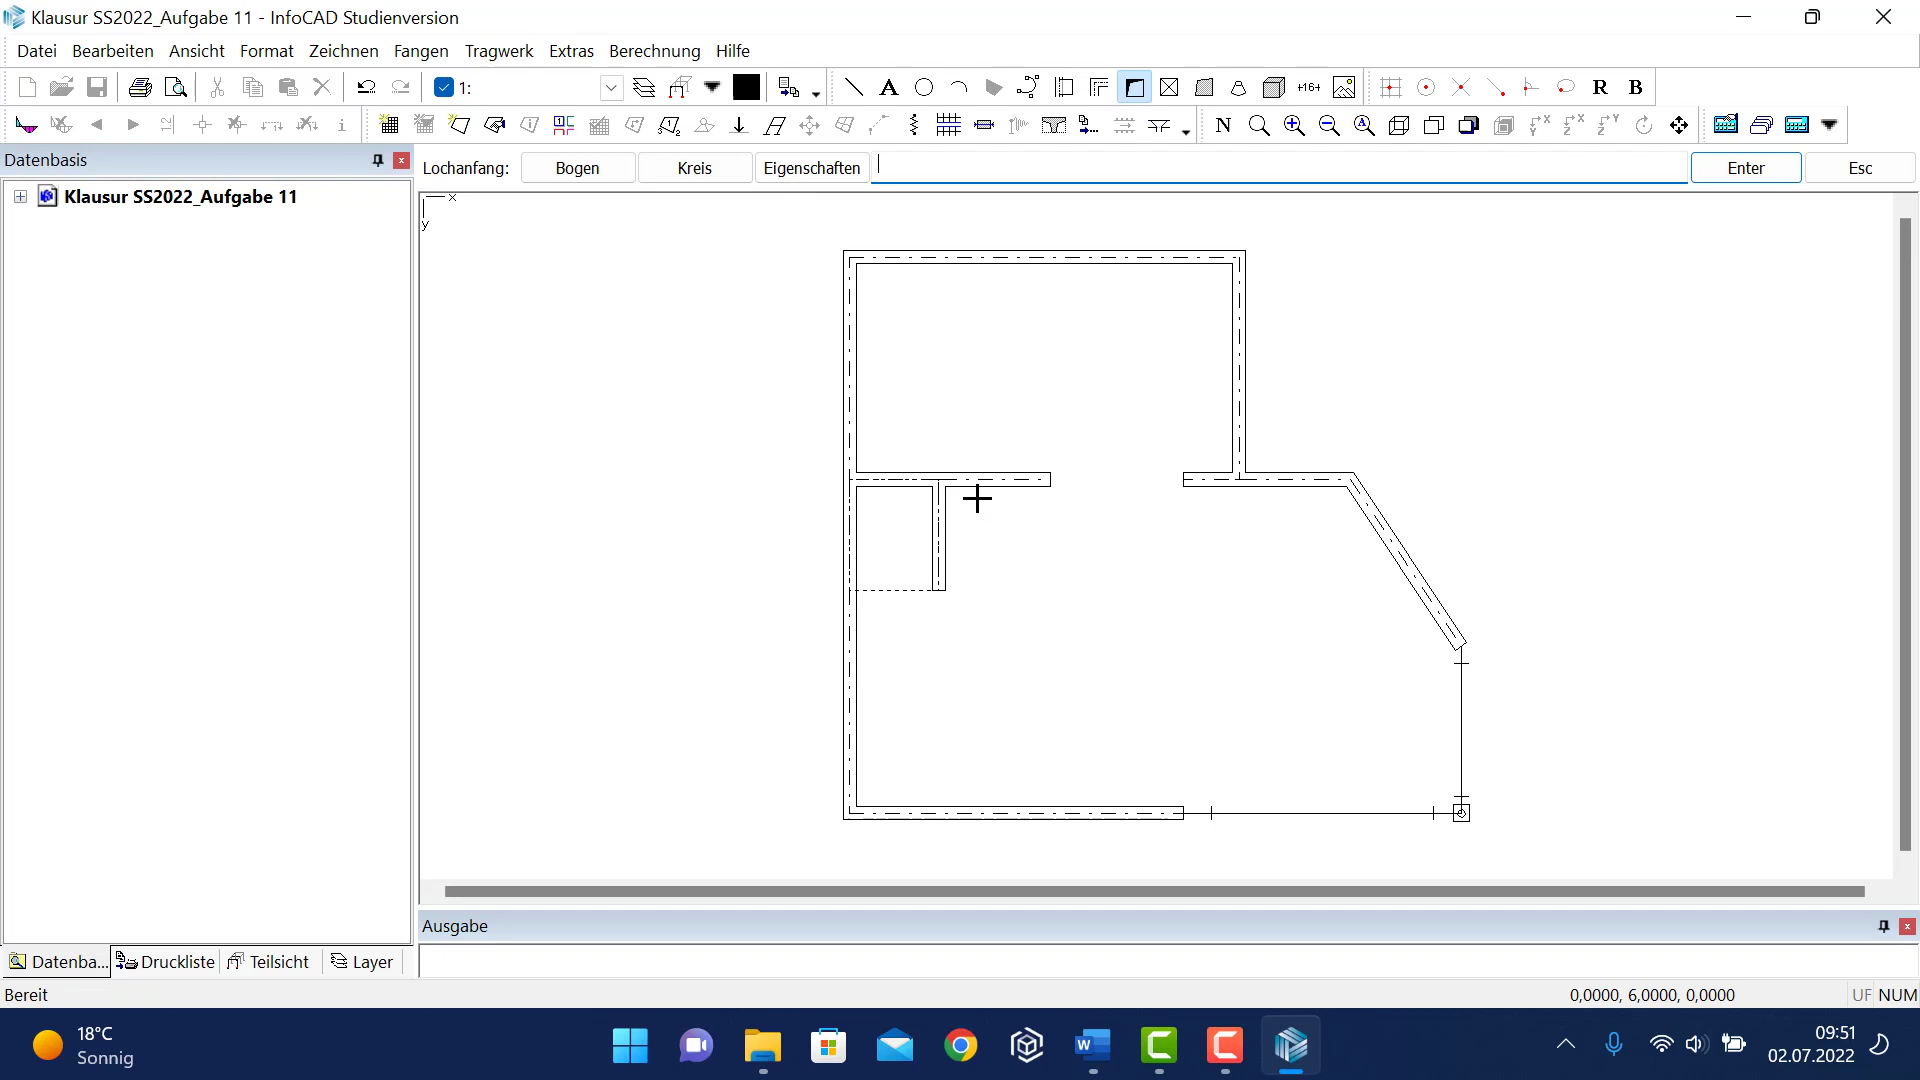 Klausur SS2022_Aufgabe 11 - InfoCAD Studienversion
Datei Bearbeiten Ansicht Format Zeichnen Fangen Tragwerk Extras Berechnung Hilfe
1: A +16+ R B
i N
Datenbasis
Lochanfang: Bogen Kreis Eigenschaften Enter Esc
Klausur SS2022_Aufgabe 11
x
y
Ausgabe
Datenba... Druckliste Teilsicht Layer
Bereit 0,0000, 6,0000, 0,0000 UF NUM
18°C
Sonnig
09:51
02.07.2022